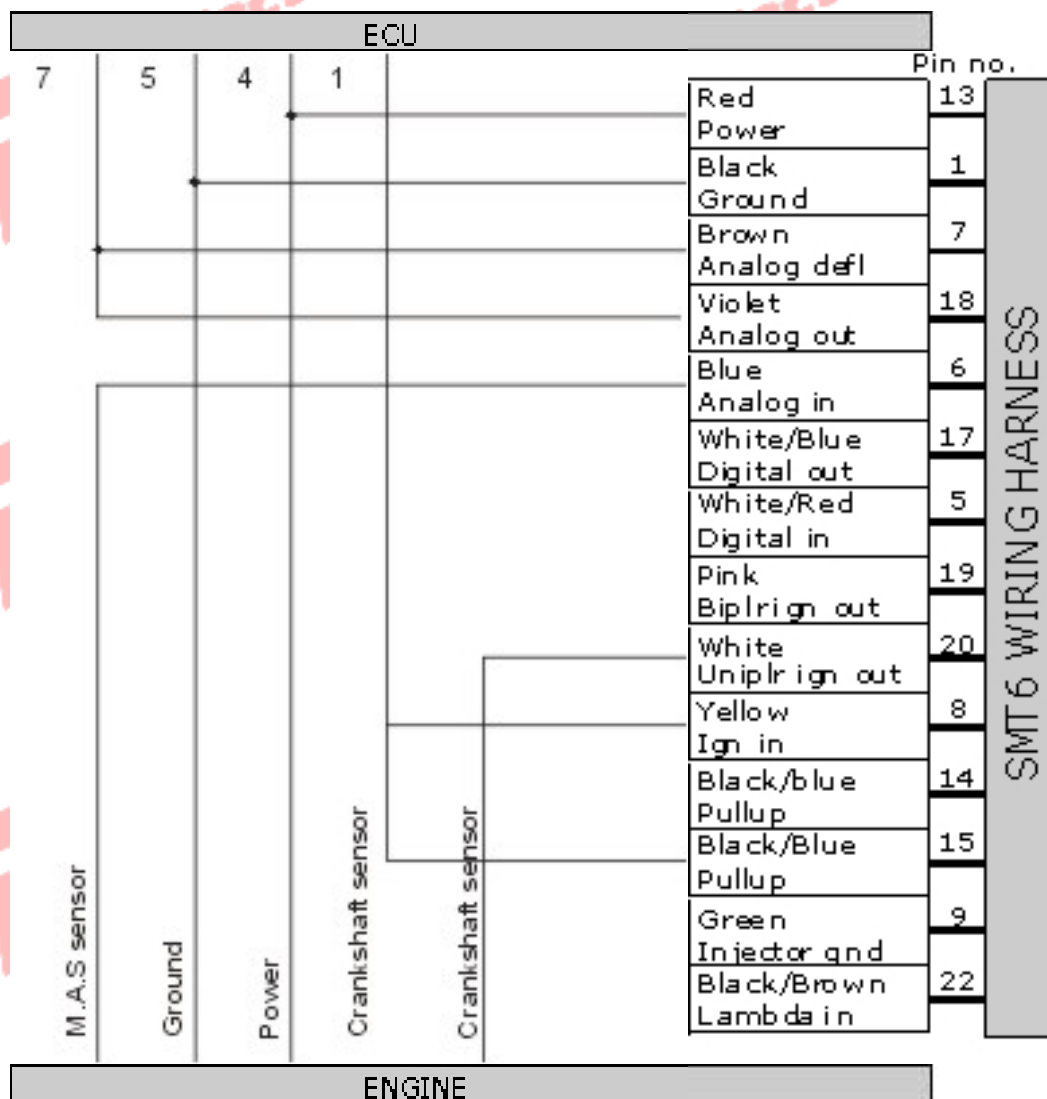 ECU
7 5 4 1
Pin no.
Red 13
Power
Black 1
Ground
Brown 7
Analog defl
Violet 18
Analog out
Blue 6
Analog in
White/Blue 17
Digital out
White/Red 5
Digital in
Pink 19
Biplrign out
White 20
Uniplr ign out
Yellow 8
Ign in
Black/blue 14
Pullup
Black/Blue 15
Pullup
Green 9
Injector gnd
Black/Brown 22
Lambda in
SMT6 WIRING HARNESS
M.A.S sensor
Ground
Power
Crankshaft sensor
Crankshaft sensor
ENGINE